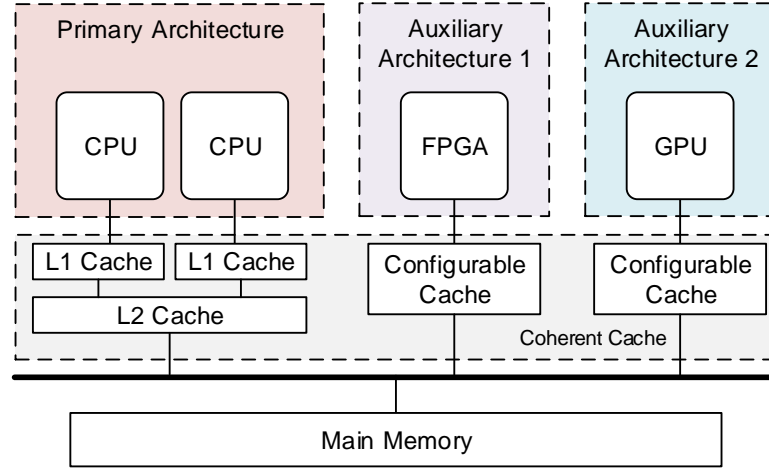 Primary Architecture
Auxiliary
Architecture 1
Auxiliary
Architecture 2
CPU
CPU
FPGA
GPU
L1 Cache
L1 Cache
Configurable
Cache
Configurable
Cache
L2 Cache
Coherent Cache
Main Memory